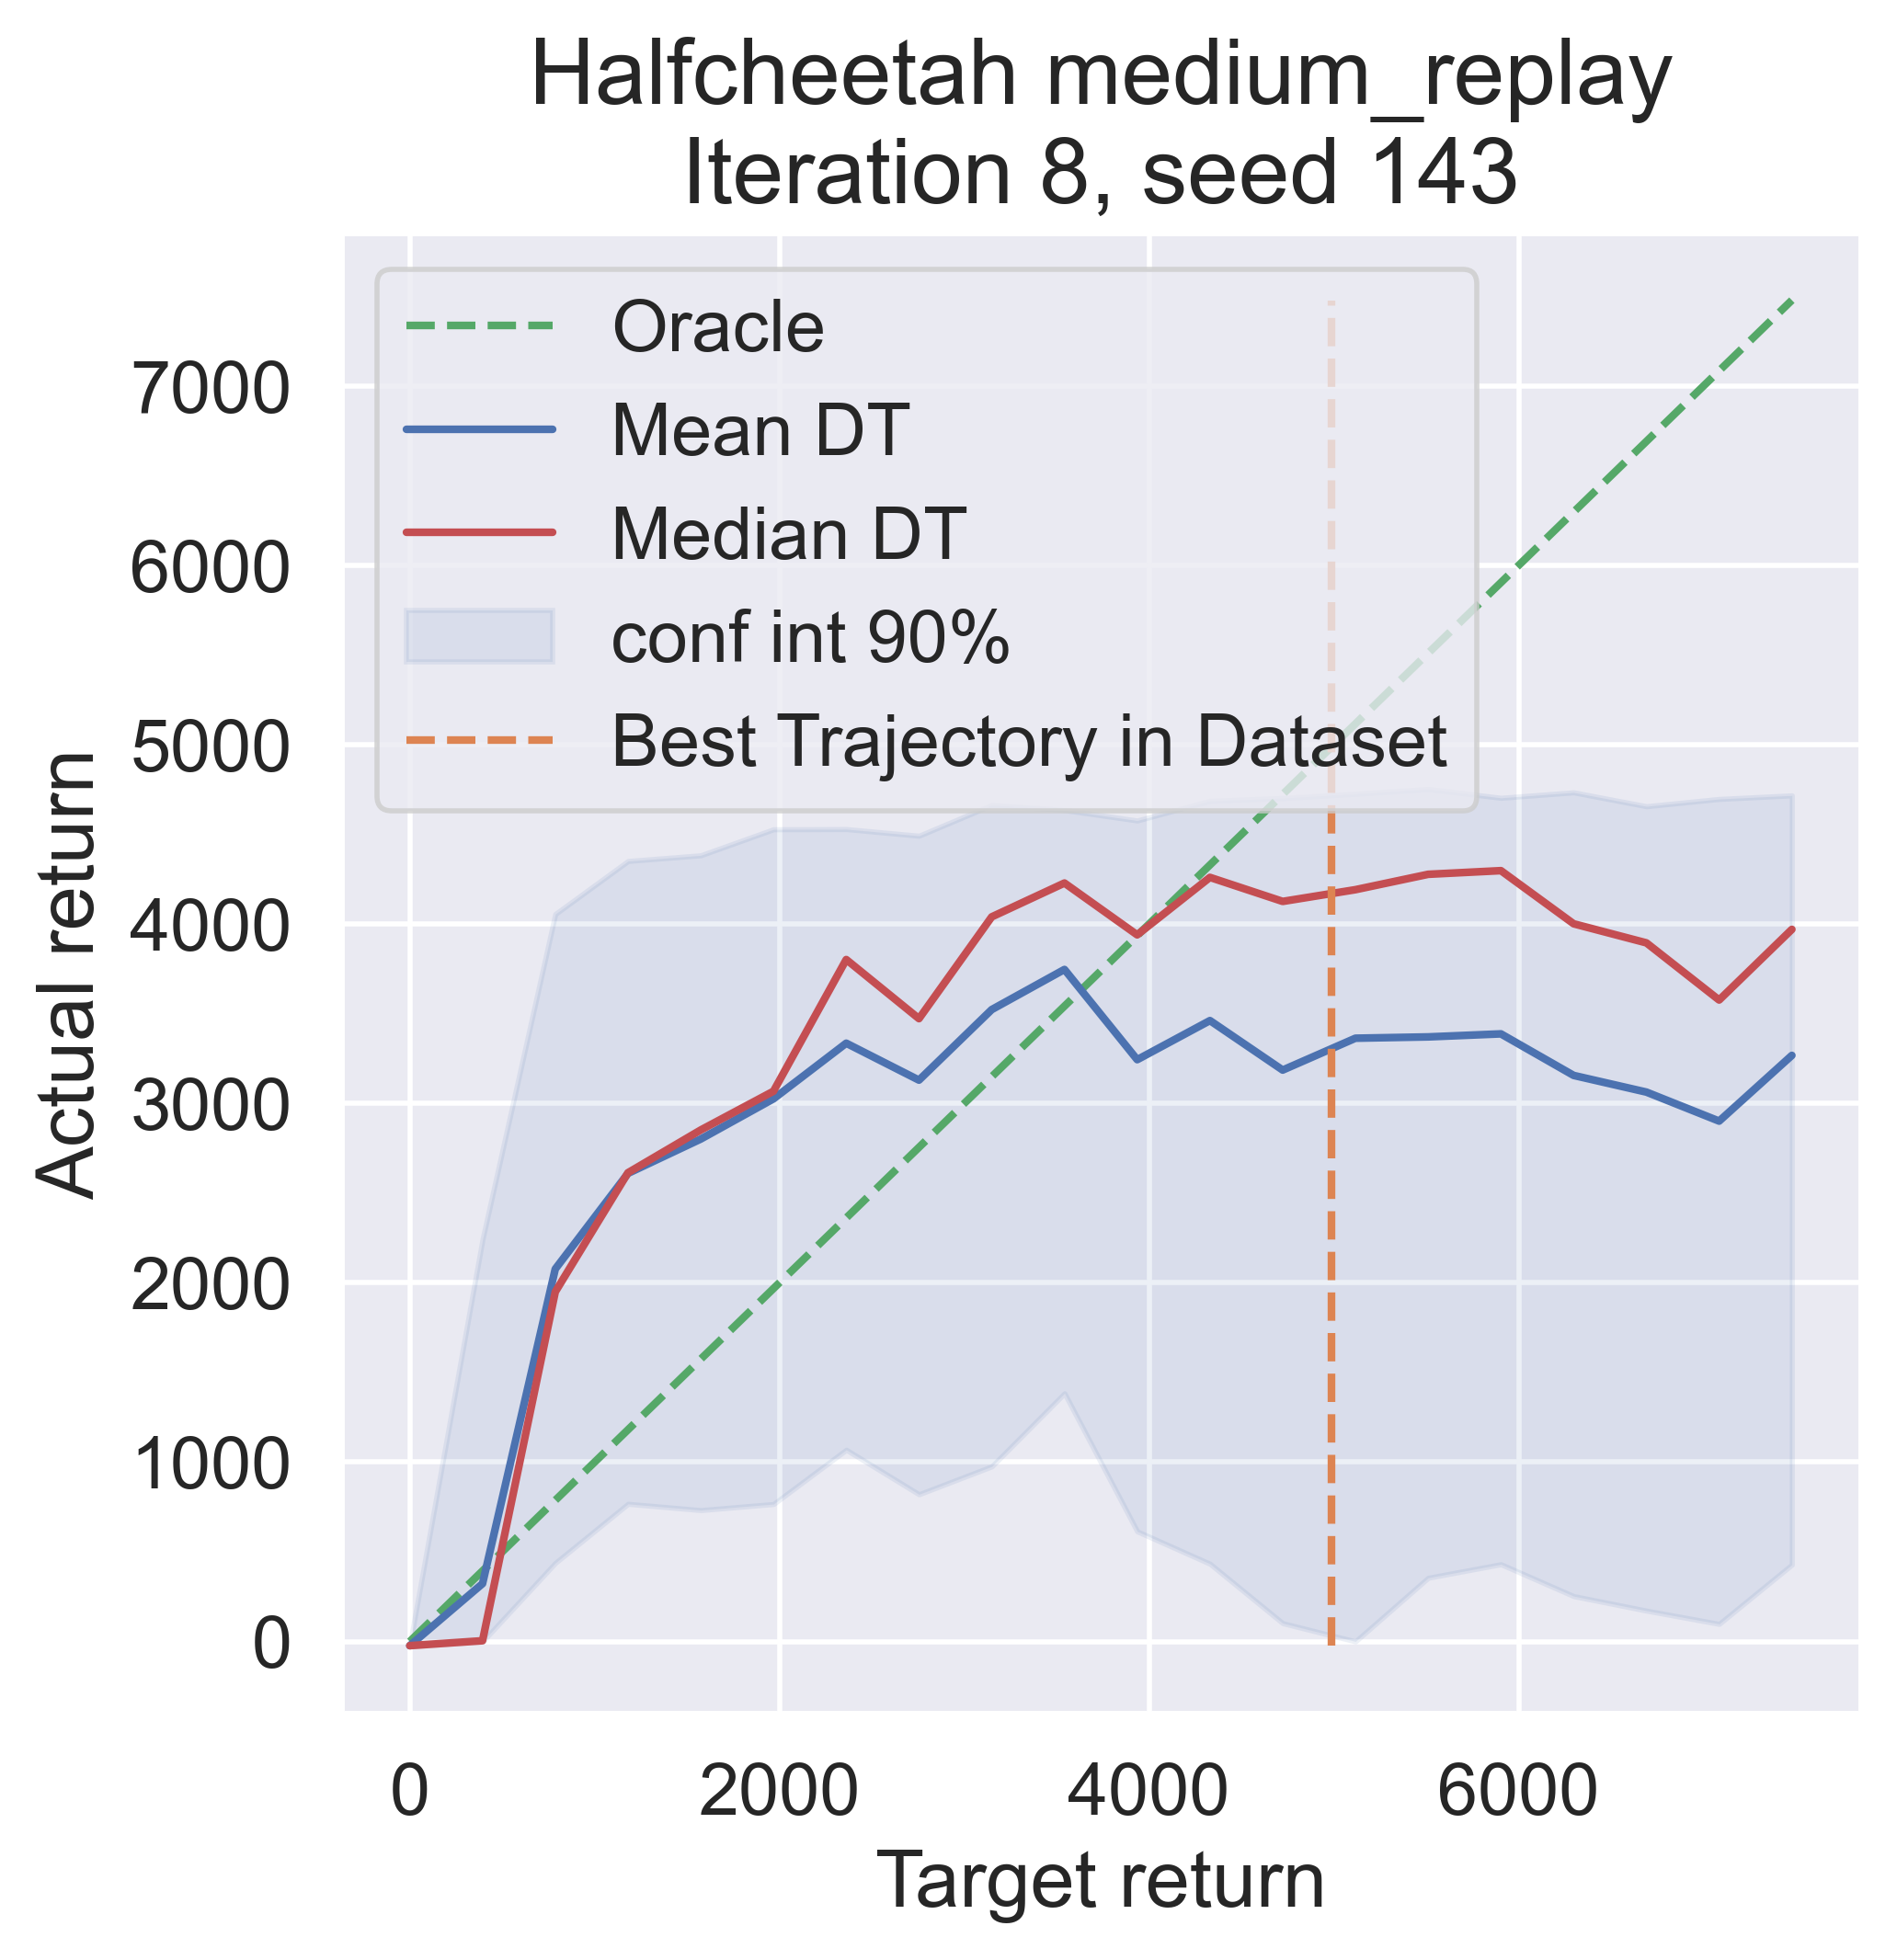 Halfcheetah medium_replay
Iteration 8, seed 143
Oracle
Mean DT
Median DT
conf int 90%
Best Trajectory in Dataset
7000
6000
5000
4000
3000
2000
1000
0
Actual return
0 2000 4000 6000
Target return